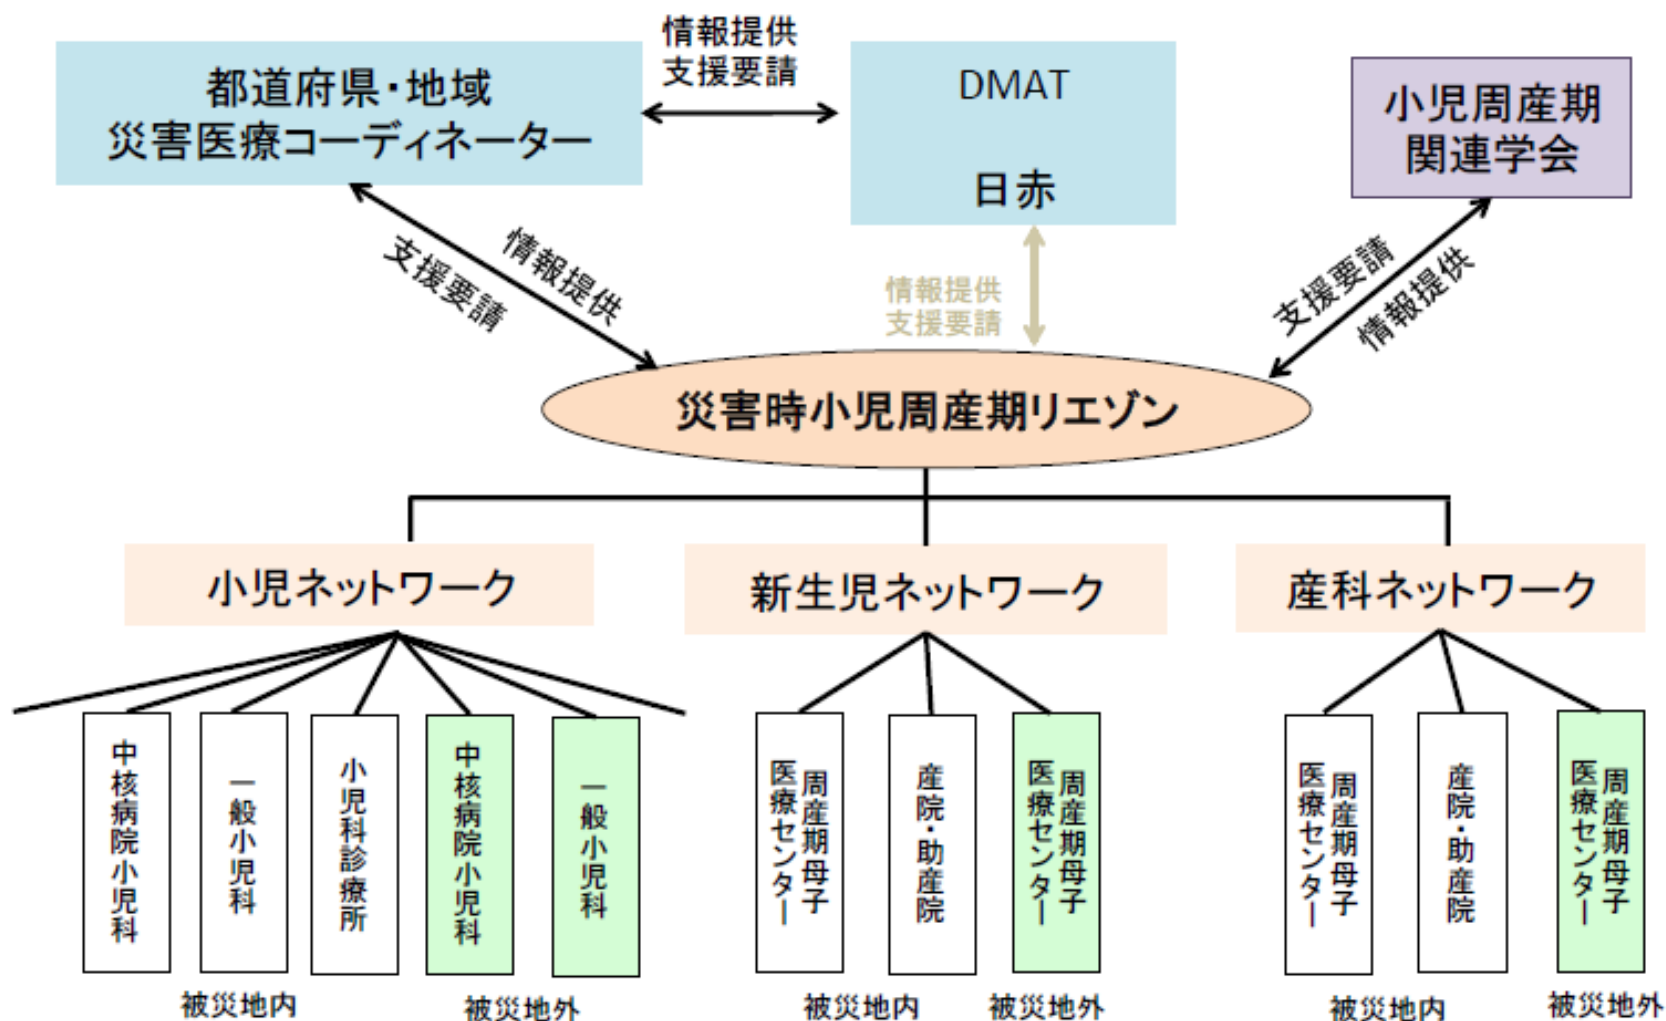 情報提供
支援要請
都道府県・地域
災害医療コーディネーター
DMAT
日赤
小児周産期
関連学会
情報提供
支援要請
情報提供
支援要請
支援要請
情報提供
災害時小児周産期リエゾン
小児ネットワーク
新生児ネットワーク
産科ネットワーク
中核病院小児科
一般小児科
小児科診療所
中核病院小児科
一般小児科
周産期母子
医療センター
産院・助産院
周産期母子
医療センター
周産期母子
医療センター
産院・助産院
周産期母子
医療センター
被災地内
被災地外
被災地内
被災地外
被災地内
被災地外